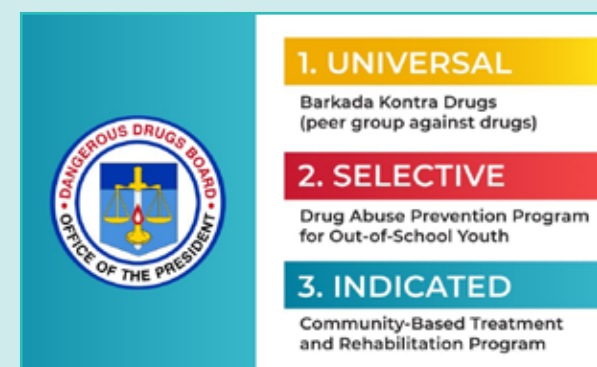 DANGEROUS DRUGS BOARD
OFFICE OF THE PRESIDENT
1. UNIVERSAL
Barkada Kontra Drugs
(peer group against drugs)
2. SELECTIVE
Drug Abuse Prevention Program
for Out-of-School Youth
3. INDICATED
Community-Based Treatment
and Rehabilitation Program